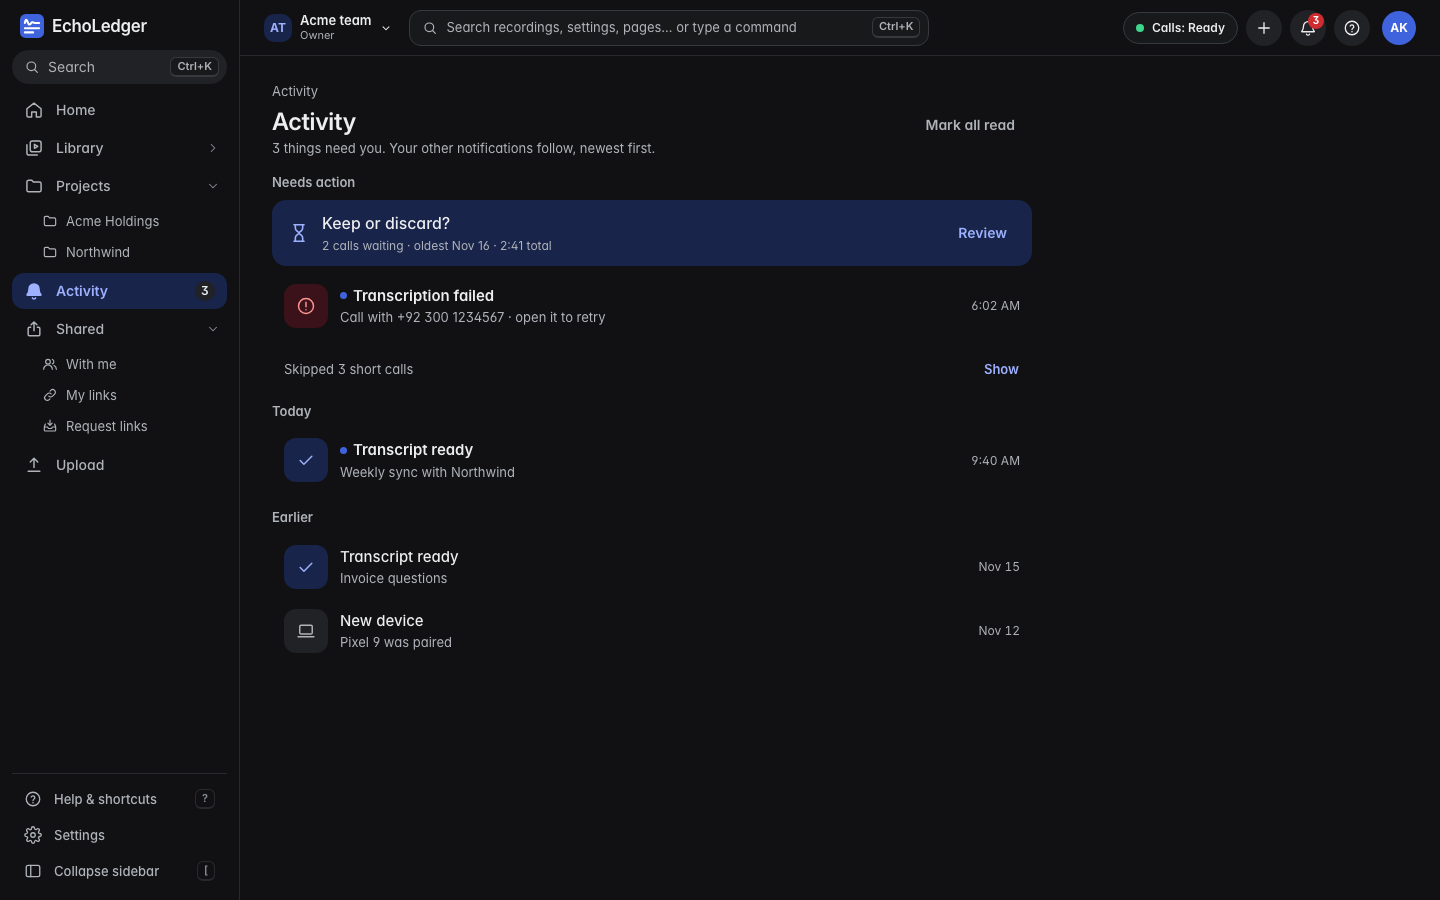 EchoLedger
Search Ctrl+K
Home
Library
Projects
Acme Holdings
Northwind
Activity 3
Shared
With me
My links
Request links
Upload
Help & shortcuts ?
Settings
Collapse sidebar [
AT Acme team
Owner
Search recordings, settings, pages... or type a command Ctrl+K
Calls: Ready
3
AK
Activity
Activity
Mark all read
3 things need you. Your other notifications follow, newest first.
Needs action
Keep or discard?
2 calls waiting · oldest Nov 16 · 2:41 total
Review
Transcription failed
Call with +92 300 1234567 · open it to retry
6:02 AM
Skipped 3 short calls Show
Today
Transcript ready
Weekly sync with Northwind
9:40 AM
Earlier
Transcript ready
Invoice questions
Nov 15
New device
Pixel 9 was paired
Nov 12